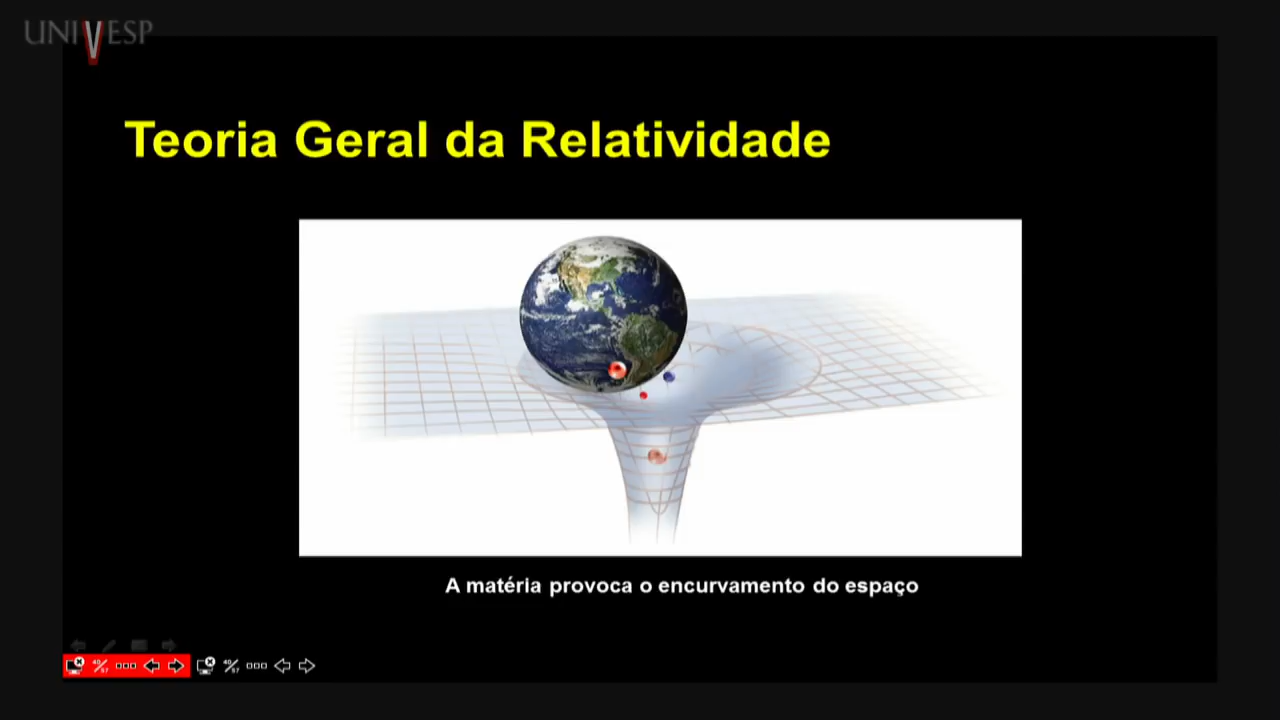 UNIVESP
Teoria Geral da Relatividade
A matéria provoca o encurvamento do espaço